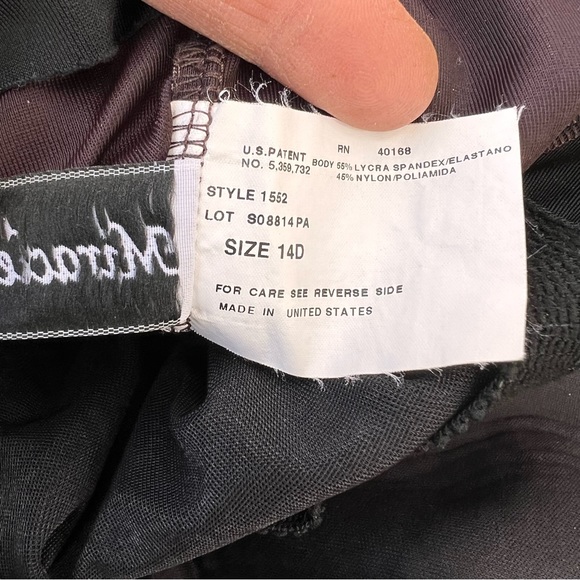 U.S. PATENT
NO. 5,359,732
RN 40168
BODY 55% LYCRA SPANDEX/ELASTANO
45% NYLON/POLIAMIDA
STYLE 1552
LOT S08814PA
SIZE 14D
FOR CARE SEE REVERSE SIDE
MADE IN UNITED STATES
Miracle